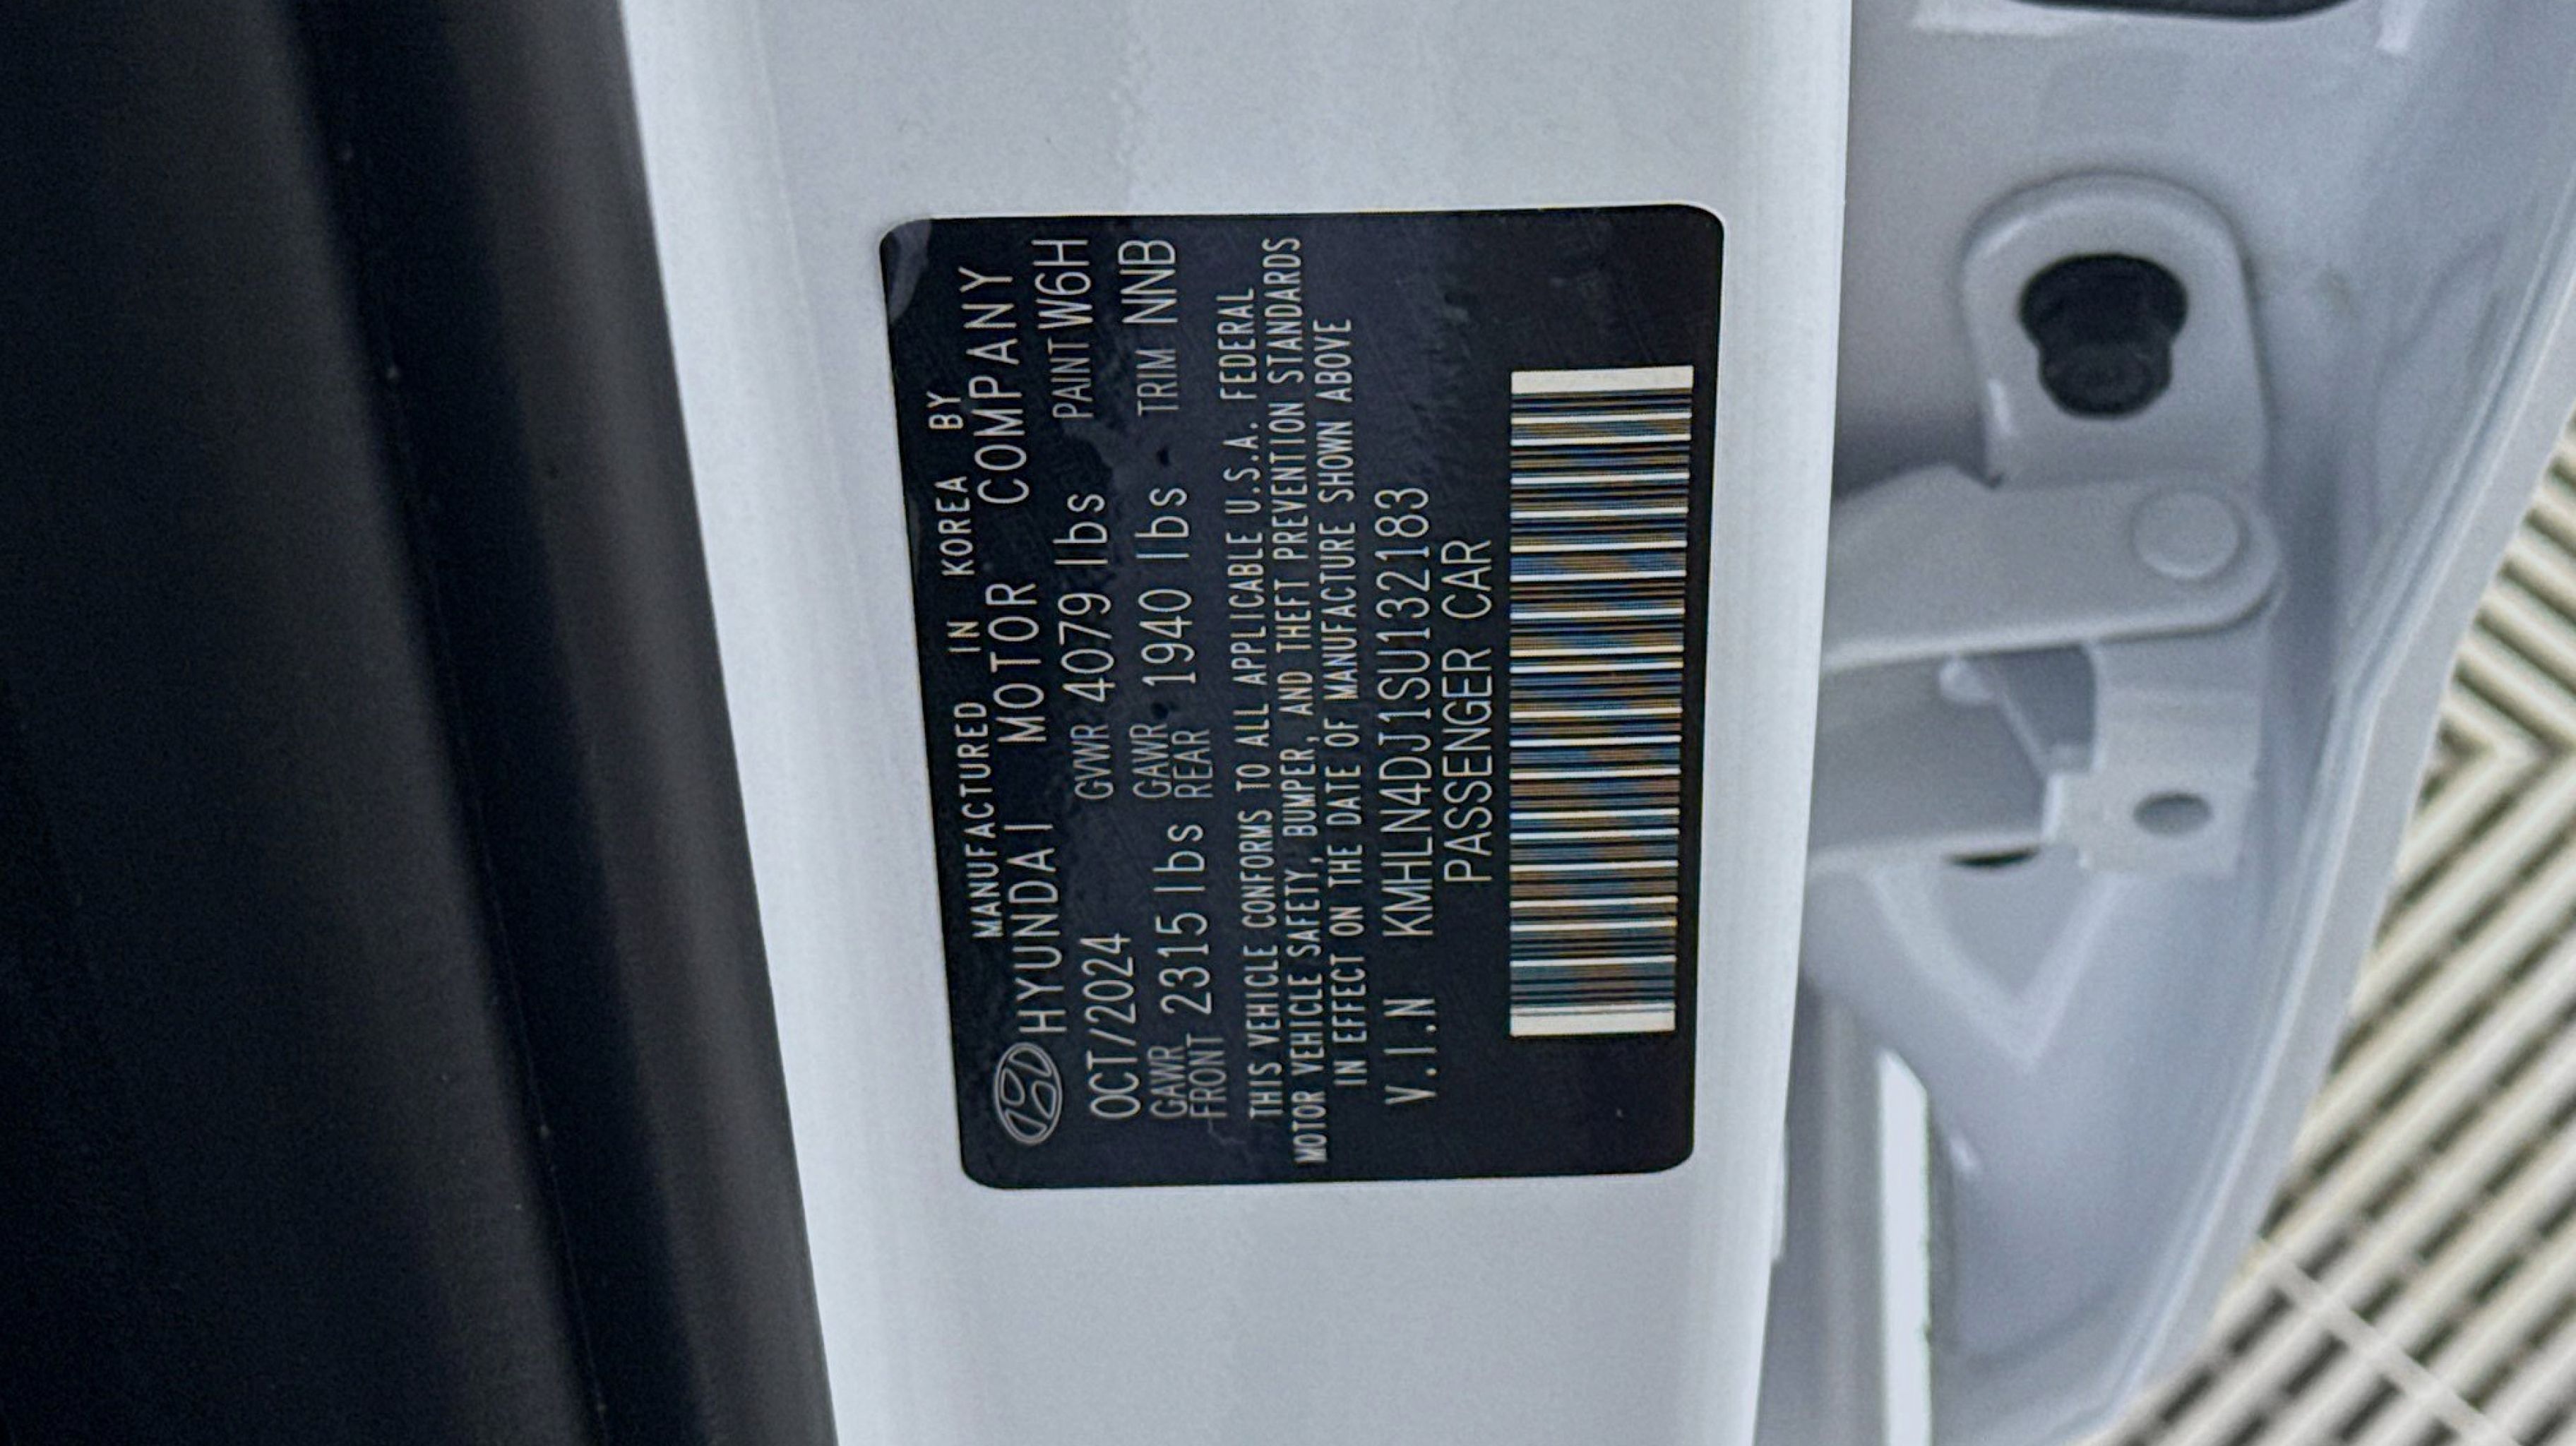 MANUFACTURED IN KOREA BY
HYUNDAI MOTOR COMPANY
OCT/2024 GVWR 4079 lbs PAINT W6H
GAWR FRONT 2315 lbs GAWR REAR 1940 lbs TRIM NNB
THIS VEHICLE CONFORMS TO ALL APPLICABLE U.S.A. FEDERAL
MOTOR VEHICLE SAFETY, BUMPER, AND THEFT PREVENTION STANDARDS
IN EFFECT ON THE DATE OF MANUFACTURE SHOWN ABOVE
V.I.N KMHLN4DJ1SU132183
PASSENGER CAR